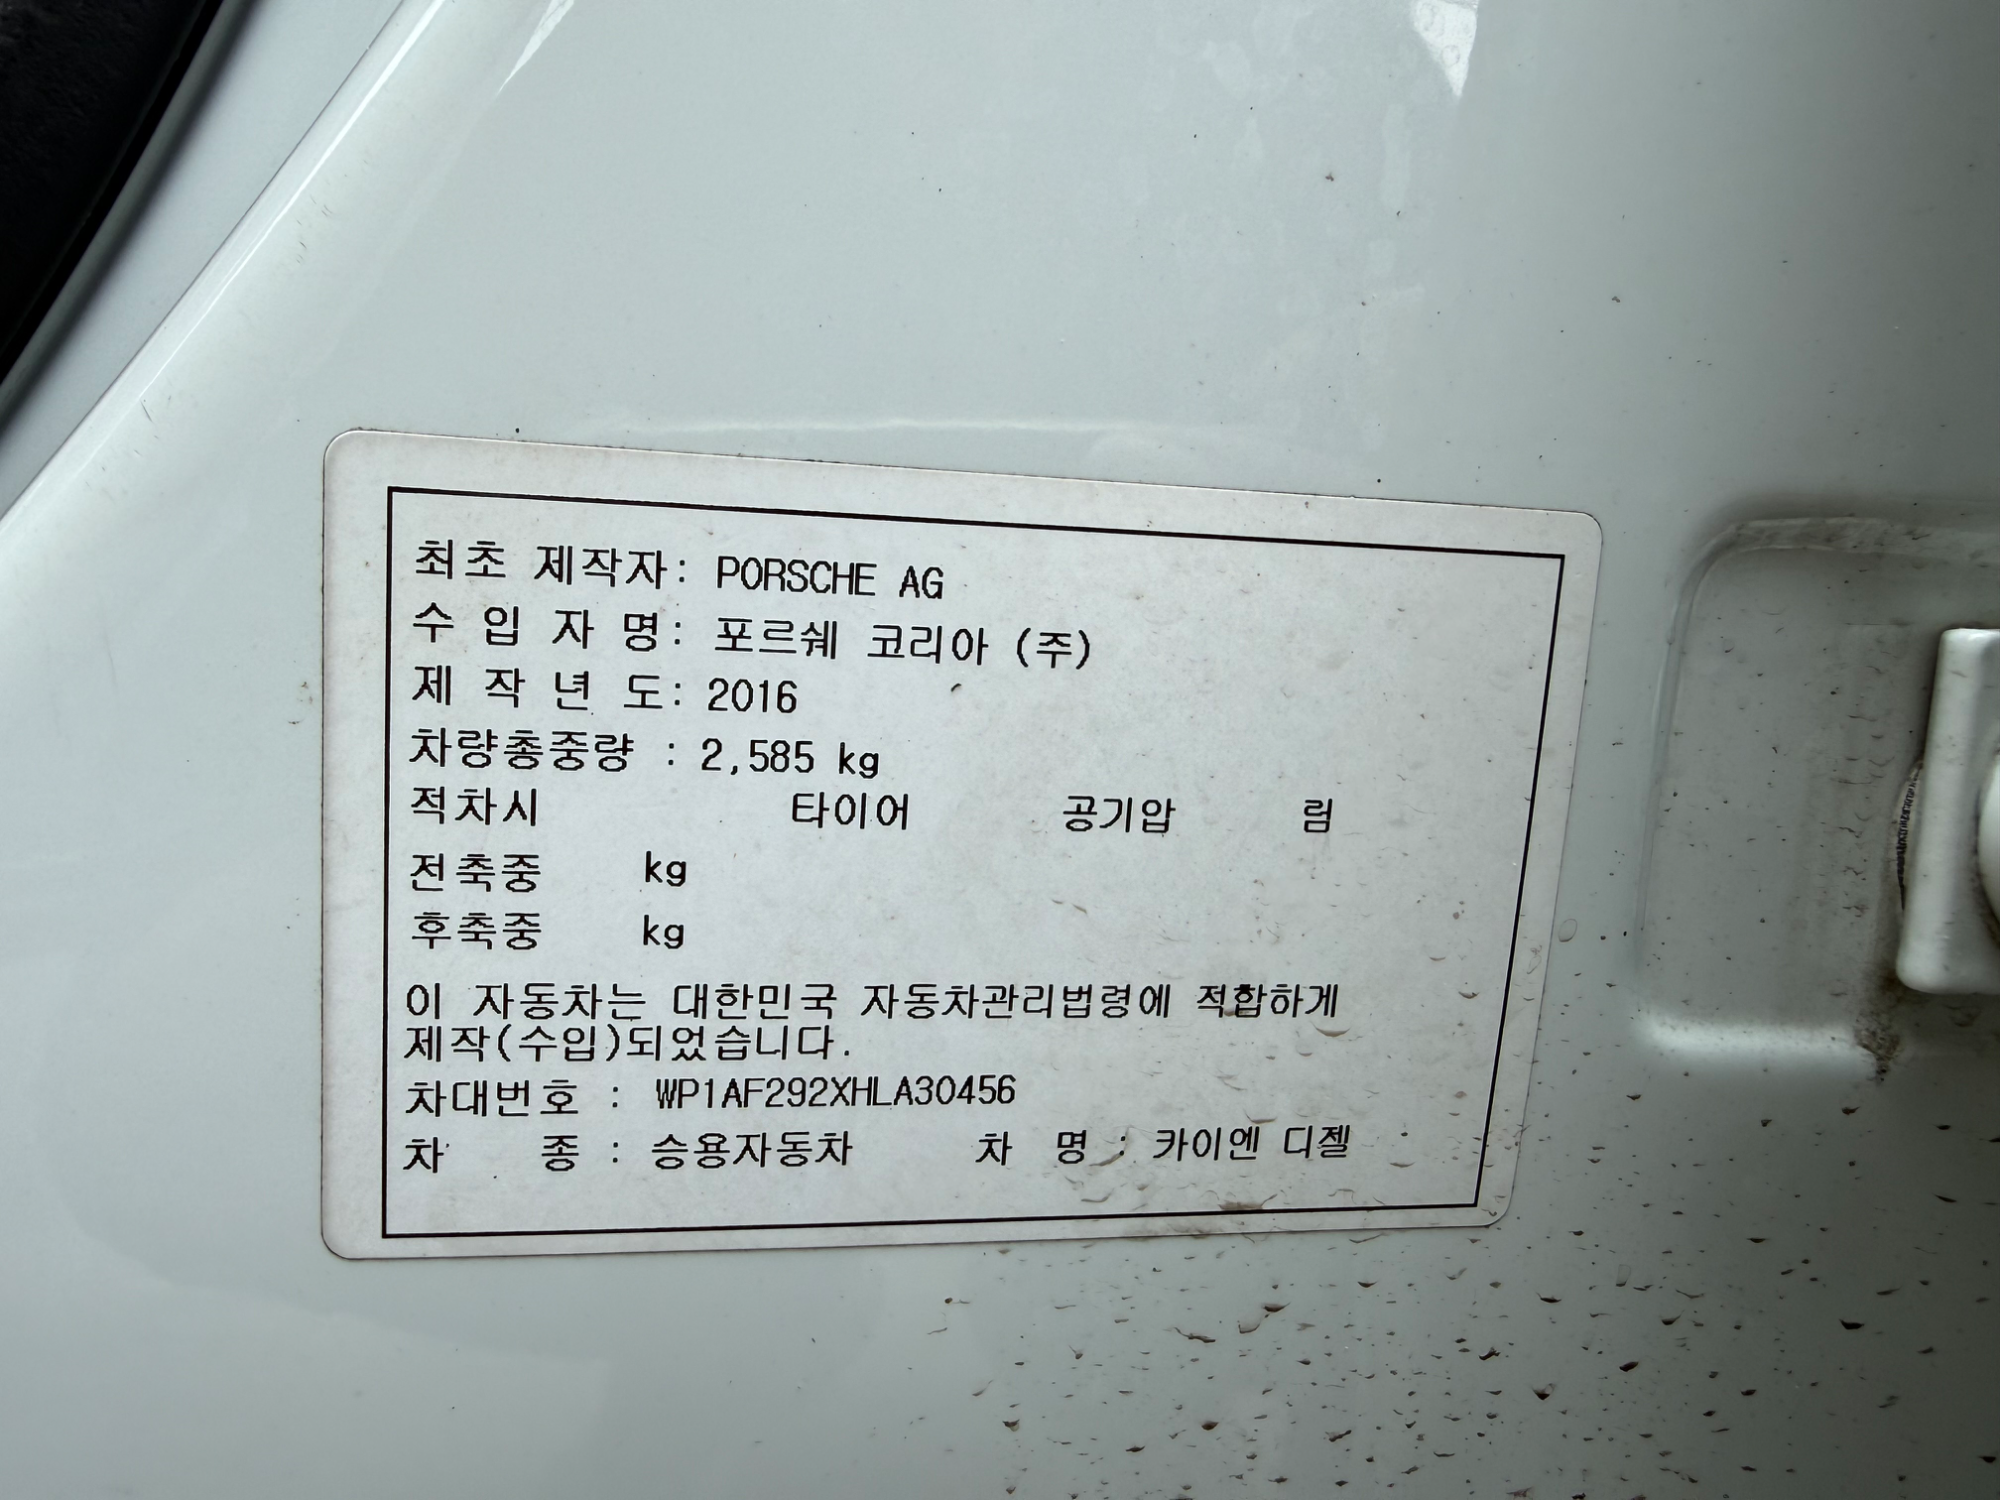 최초 제작자: PORSCHE AG
수 입 자 명: 포르쉐 코리아 (주)
제 작 년 도: 2016
차량총중량 : 2,585 kg
적차시 타이어 공기압 림
전축중 kg
후축중 kg
이 자동차는 대한민국 자동차관리법령에 적합하게
제작(수입)되었습니다.
차대번호 : WP1AF292XHLA30456
차 종 : 승용자동차 차 명 : 카이엔 디젤